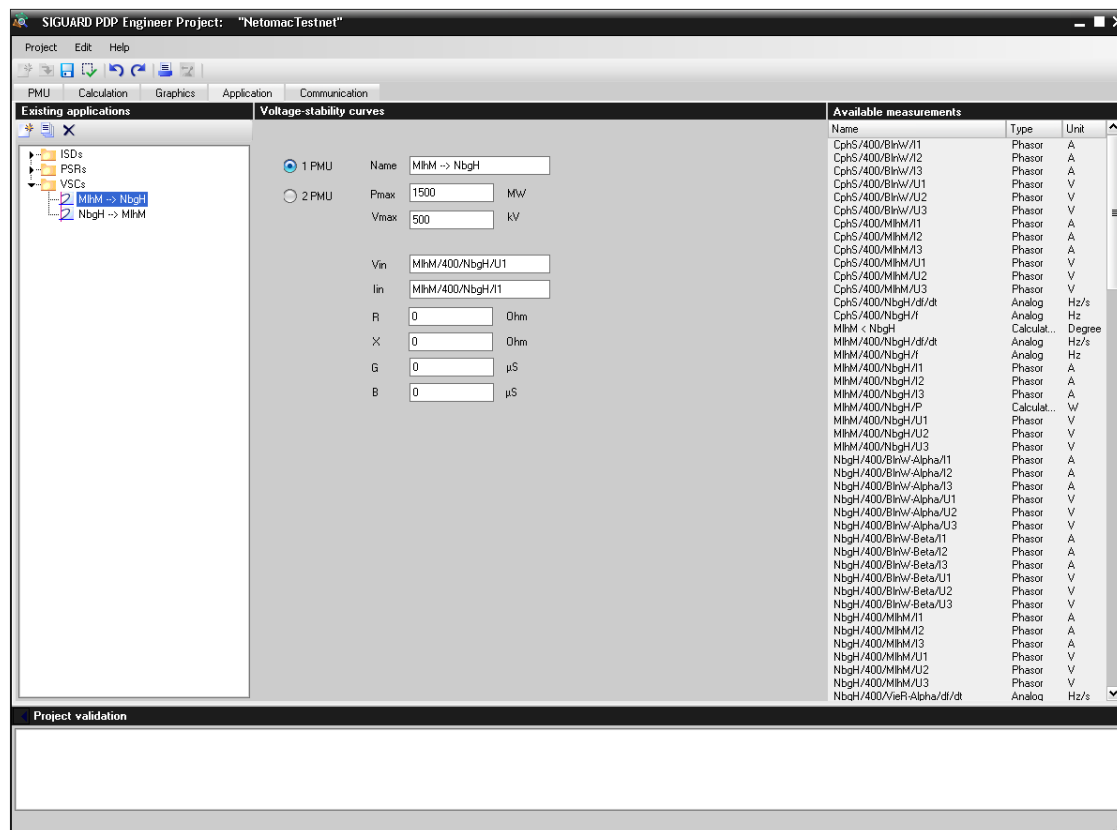 SIGUARD PDP Engineer Project: "NetomacTestnet"
Project Edit Help
PMU Calculation Graphics Application Communication
Existing applications
ISDs
PSRs
VSCs
MlhM --> NbgH
NbgH --> MlhM
Voltage-stability curves
1 PMU
2 PMU
Name MlhM --> NbgH
Pmax 1500 MW
Vmax 500 kV
Vin MlhM/400/NbgH/U1
Iin MlhM/400/NbgH/I1
R 0 Ohm
X 0 Ohm
G 0 µS
B 0 µS
Available measurements
Name Type Unit
CphS/400/BlnW/I1 Phasor A
CphS/400/BlnW/I2 Phasor A
CphS/400/BlnW/I3 Phasor A
CphS/400/BlnW/U1 Phasor V
CphS/400/BlnW/U2 Phasor V
CphS/400/BlnW/U3 Phasor V
CphS/400/MlhM/I1 Phasor A
CphS/400/MlhM/I2 Phasor A
CphS/400/MlhM/I3 Phasor A
CphS/400/MlhM/U1 Phasor V
CphS/400/MlhM/U2 Phasor V
CphS/400/MlhM/U3 Phasor V
CphS/400/NbgH/df/dt Analog Hz/s
CphS/400/NbgH/f Analog Hz
MlhM < NbgH Calculat... Degree
MlhM/400/NbgH/df/dt Analog Hz/s
MlhM/400/NbgH/f Analog Hz
MlhM/400/NbgH/I1 Phasor A
MlhM/400/NbgH/I2 Phasor A
MlhM/400/NbgH/I3 Phasor A
MlhM/400/NbgH/P Calculat... W
MlhM/400/NbgH/U1 Phasor V
MlhM/400/NbgH/U2 Phasor V
MlhM/400/NbgH/U3 Phasor V
NbgH/400/BlnW-Alpha/I1 Phasor A
NbgH/400/BlnW-Alpha/I2 Phasor A
NbgH/400/BlnW-Alpha/I3 Phasor A
NbgH/400/BlnW-Alpha/U1 Phasor V
NbgH/400/BlnW-Alpha/U2 Phasor V
NbgH/400/BlnW-Alpha/U3 Phasor V
NbgH/400/BlnW-Beta/I1 Phasor A
NbgH/400/BlnW-Beta/I2 Phasor A
NbgH/400/BlnW-Beta/I3 Phasor A
NbgH/400/BlnW-Beta/U1 Phasor V
NbgH/400/BlnW-Beta/U2 Phasor V
NbgH/400/BlnW-Beta/U3 Phasor V
NbgH/400/MlhM/I1 Phasor A
NbgH/400/MlhM/I2 Phasor A
NbgH/400/MlhM/I3 Phasor A
NbgH/400/MlhM/U1 Phasor V
NbgH/400/MlhM/U2 Phasor V
NbgH/400/MlhM/U3 Phasor V
NbgH/400/VieR-Alpha/df/dt Analog Hz/s
Project validation